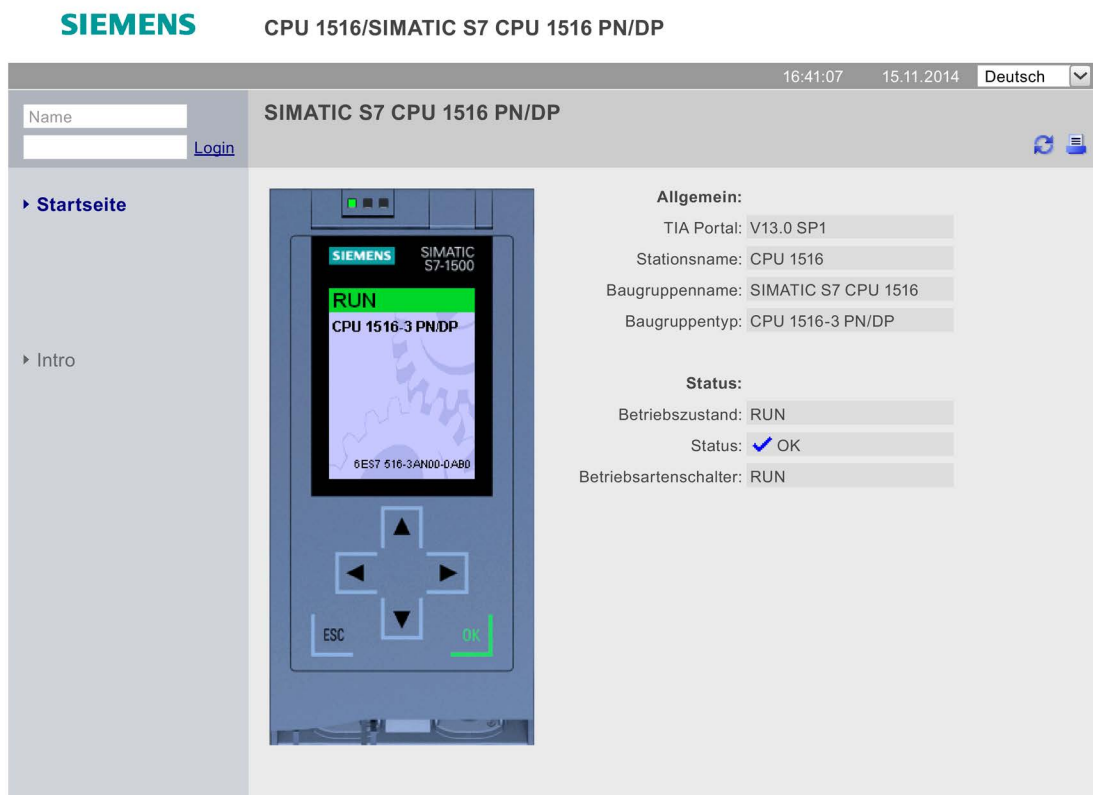 SIEMENS CPU 1516/SIMATIC S7 CPU 1516 PN/DP
16:41:07 15.11.2014 Deutsch
Name
Login
SIMATIC S7 CPU 1516 PN/DP
Startseite
Intro
SIEMENS SIMATIC
S7-1500
RUN
CPU 1516-3 PN/DP
6ES7 516-3AN00-0AB0
ESC OK
Allgemein:
TIA Portal: V13.0 SP1
Stationsname: CPU 1516
Baugruppenname: SIMATIC S7 CPU 1516
Baugruppentyp: CPU 1516-3 PN/DP
Status:
Betriebszustand: RUN
Status: OK
Betriebsartenschalter: RUN